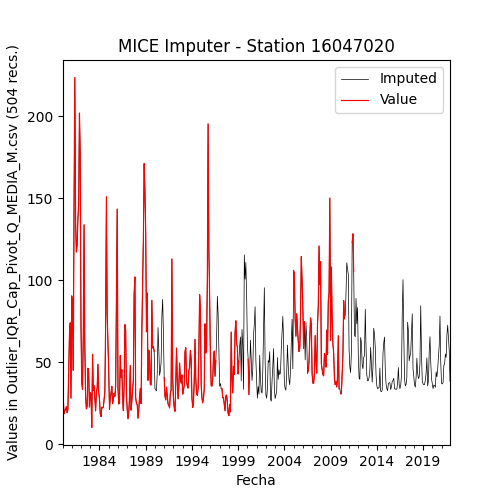 MICE Imputer - Station 16047020
Imputed
Value
Values in Outlier_IQR_Cap_Pivot_Q_MEDIA_M.csv (504 recs.)
200
150
100
50
0
1984 1989 1994 1999 2004 2009 2014 2019
Fecha